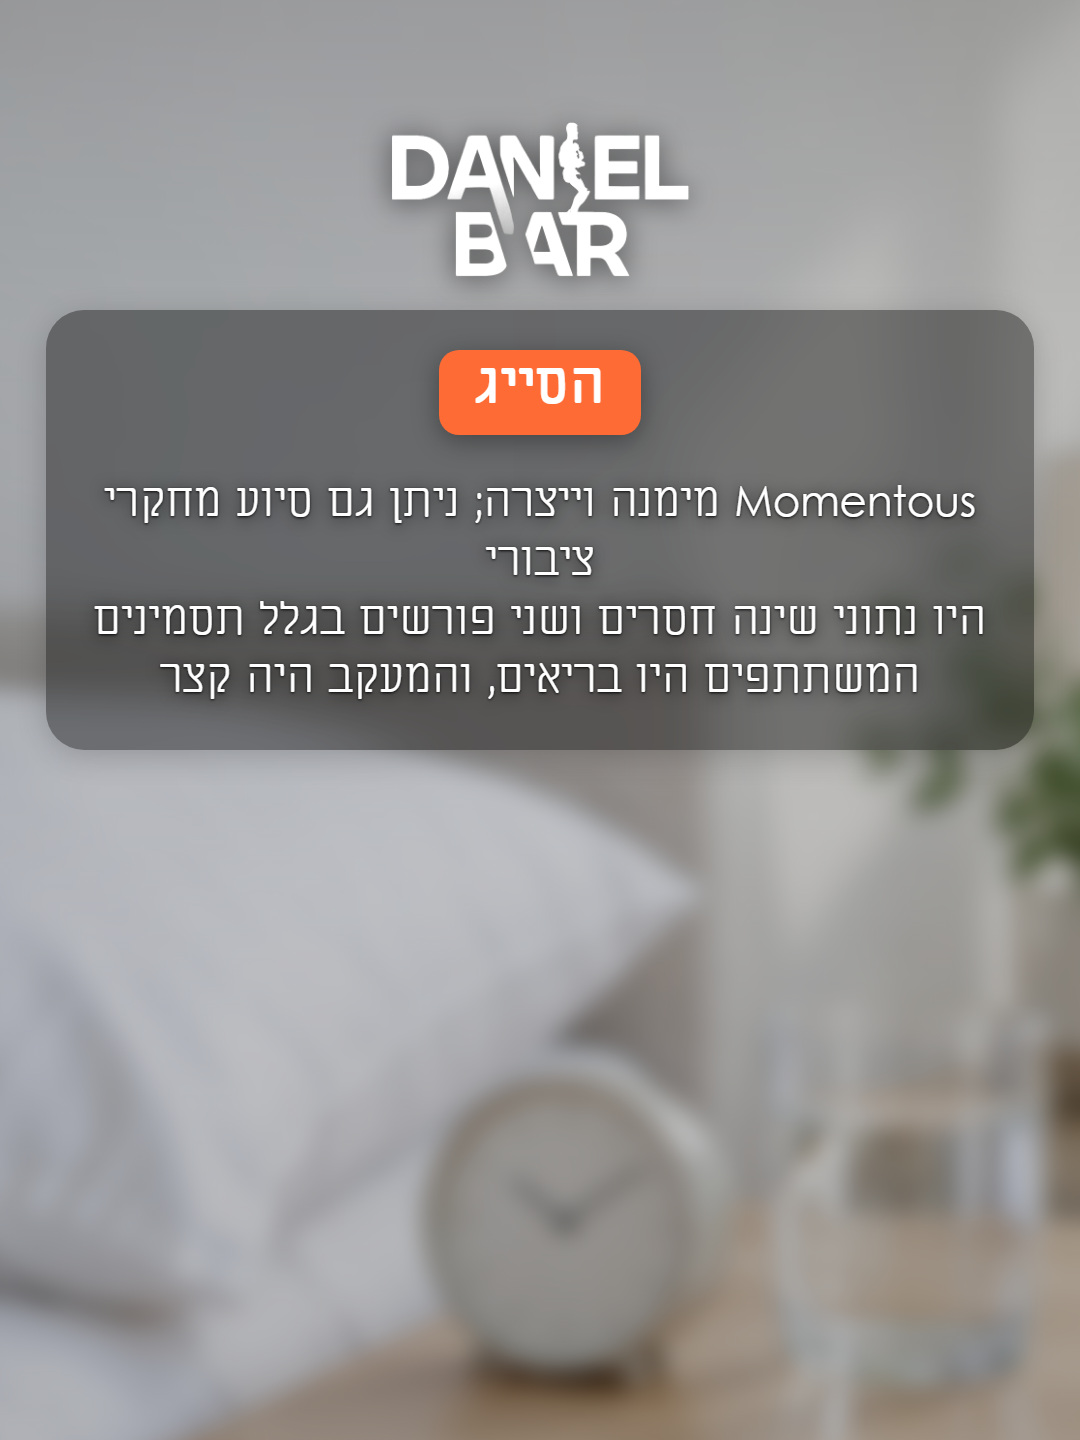 DANIEL
BAR
הסייג
Momentous מימנה וייצרה; ניתן גם סיוע מחקרי
ציבורי
היו נתוני שינה חסרים ושני פורשים בגלל תסמינים
המשתתפים היו בריאים, והמעקב היה קצר